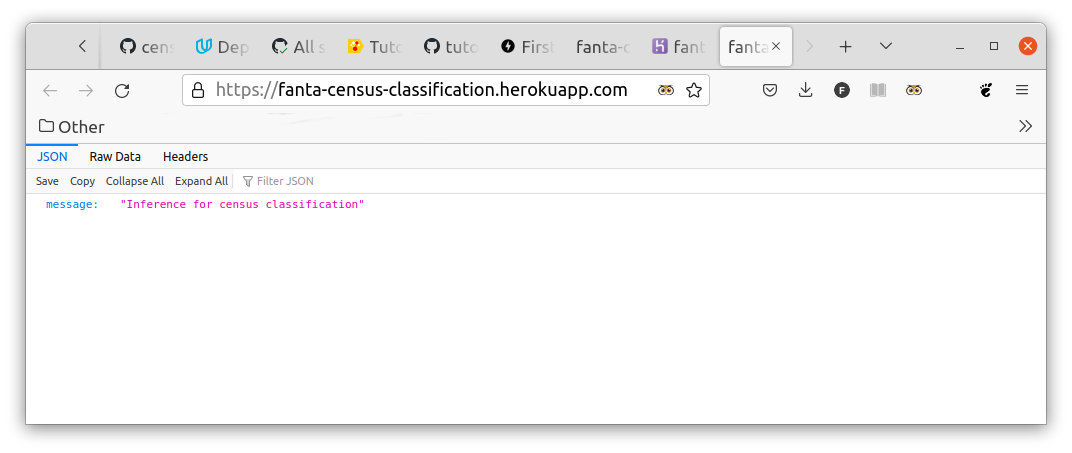 cens Dep All s Tuto tuto First fanta-c fant fanta
https://fanta-census-classification.herokuapp.com
F
Other
JSON Raw Data Headers
Save Copy Collapse All Expand All Filter JSON
message: "Inference for census classification"